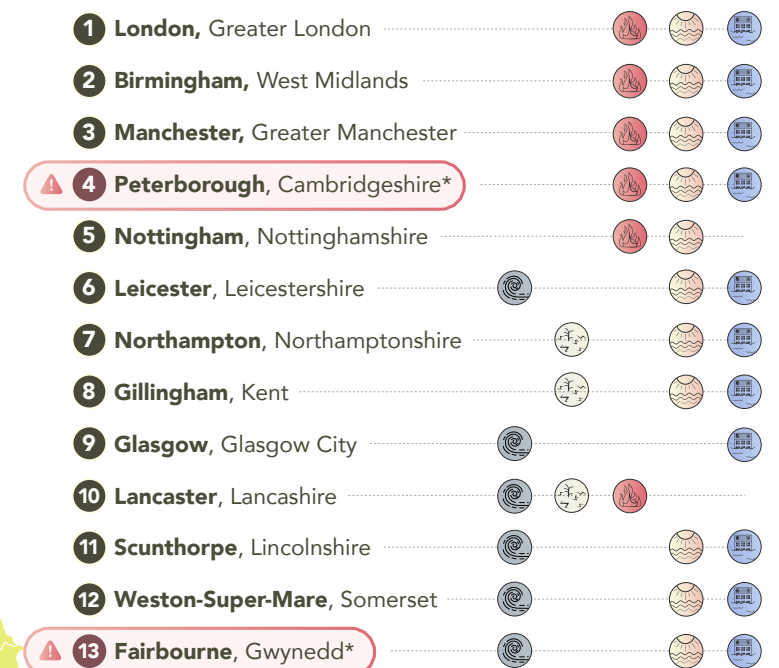 1 London, Greater London
2 Birmingham, West Midlands
3 Manchester, Greater Manchester
4 Peterborough, Cambridgeshire*
5 Nottingham, Nottinghamshire
6 Leicester, Leicestershire
7 Northampton, Northamptonshire
8 Gillingham, Kent
9 Glasgow, Glasgow City
10 Lancaster, Lancashire
11 Scunthorpe, Lincolnshire
12 Weston-Super-Mare, Somerset
13 Fairbourne, Gwynedd*